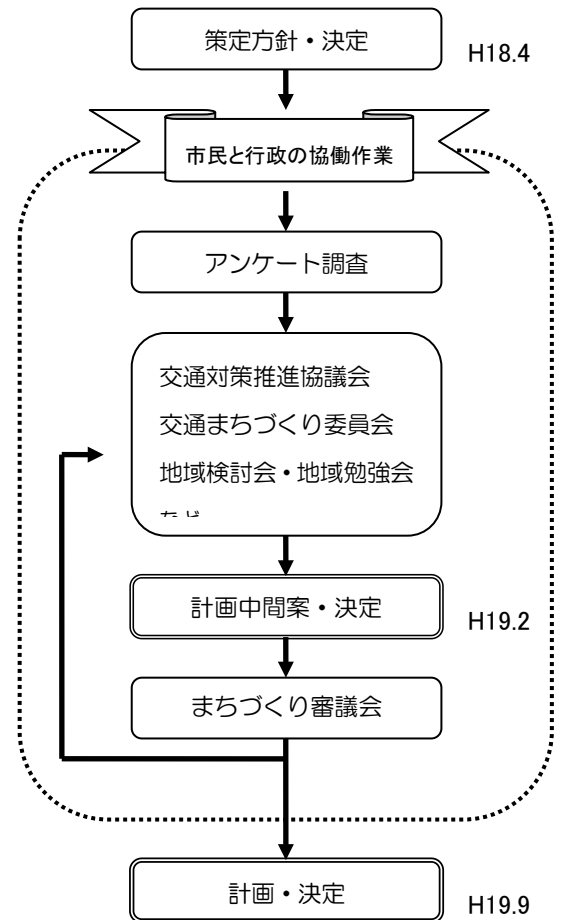 策定方針・決定
H18.4
市民と行政の協働作業
アンケート調査
交通対策推進協議会
交通まちづくり委員会
地域検討会・地域勉強会
計画中間案・決定
H19.2
まちづくり審議会
計画・決定
H19.9